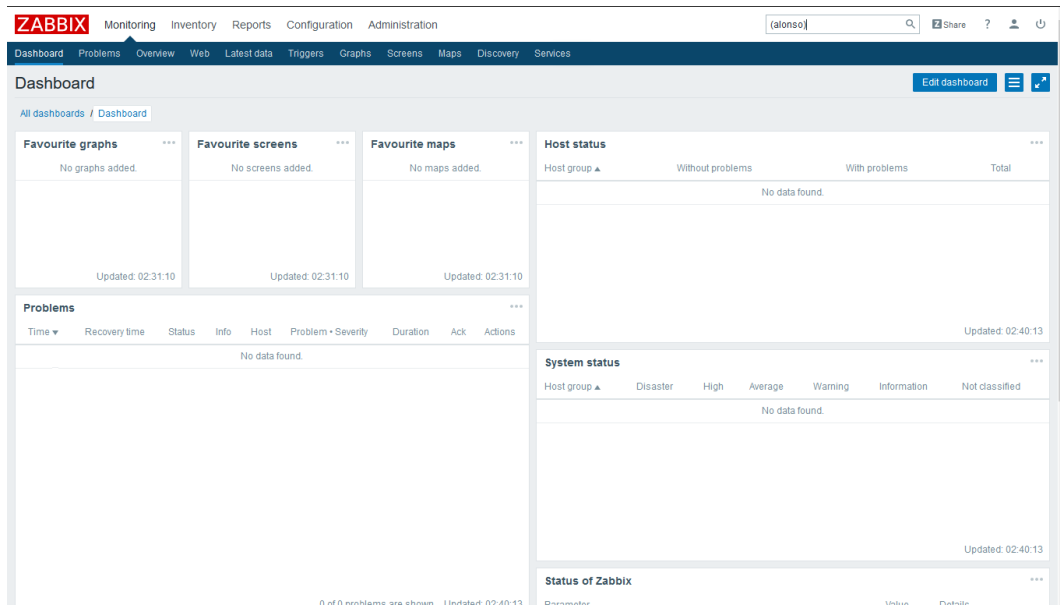 ZABBIX Monitoring Inventory Reports Configuration Administration (alonso) Z Share ?
Dashboard Problems Overview Web Latest data Triggers Graphs Screens Maps Discovery Services
Dashboard Edit dashboard
All dashboards / Dashboard
Favourite graphs
No graphs added.
Updated: 02:31:10
Favourite screens
No screens added.
Updated: 02:31:10
Favourite maps
No maps added.
Updated: 02:31:10
Host status
Host group ▲ Without problems With problems Total
No data found.
Updated: 02:40:13
Problems
Time ▼ Recovery time Status Info Host Problem • Severity Duration Ack Actions
No data found.
0 of 0 problems are shown Updated: 02:40:13
System status
Host group ▲ Disaster High Average Warning Information Not classified
No data found.
Updated: 02:40:13
Status of Zabbix
Parameter Value Details